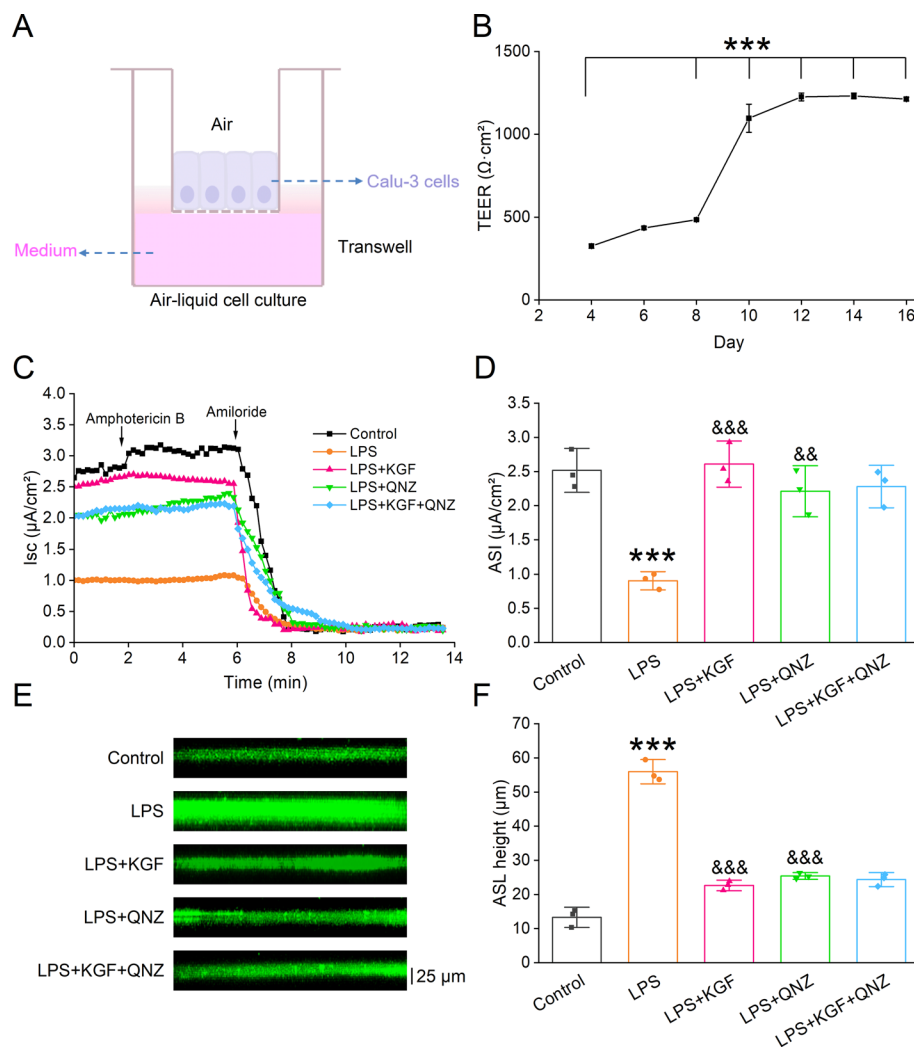 A
Air
Calu-3 cells
Medium
Transwell
Air-liquid cell culture
B
***
1500
1000
500
0
TEER (Ω·cm²)
2 4 6 8 10 12 14 16
Day
C
4.0
3.5
3.0
2.5
2.0
1.5
1.0
0.5
0.0
Isc (μA/cm²)
Amphotericin B
Amiloride
Control
LPS
LPS+KGF
LPS+QNZ
LPS+KGF+QNZ
0 2 4 6 8 10 12 14
Time (min)
D
3.5
3.0
2.5
2.0
1.5
1.0
0.5
0.0
ASI (μA/cm²)
***
&&&
&&
Control
LPS
LPS+KGF
LPS+QNZ
LPS+KGF+QNZ
E
Control
LPS
LPS+KGF
LPS+QNZ
LPS+KGF+QNZ
25 μm
F
70
60
50
40
30
20
10
0
ASL height (μm)
***
&&&
&&&
Control
LPS
LPS+KGF
LPS+QNZ
LPS+KGF+QNZ